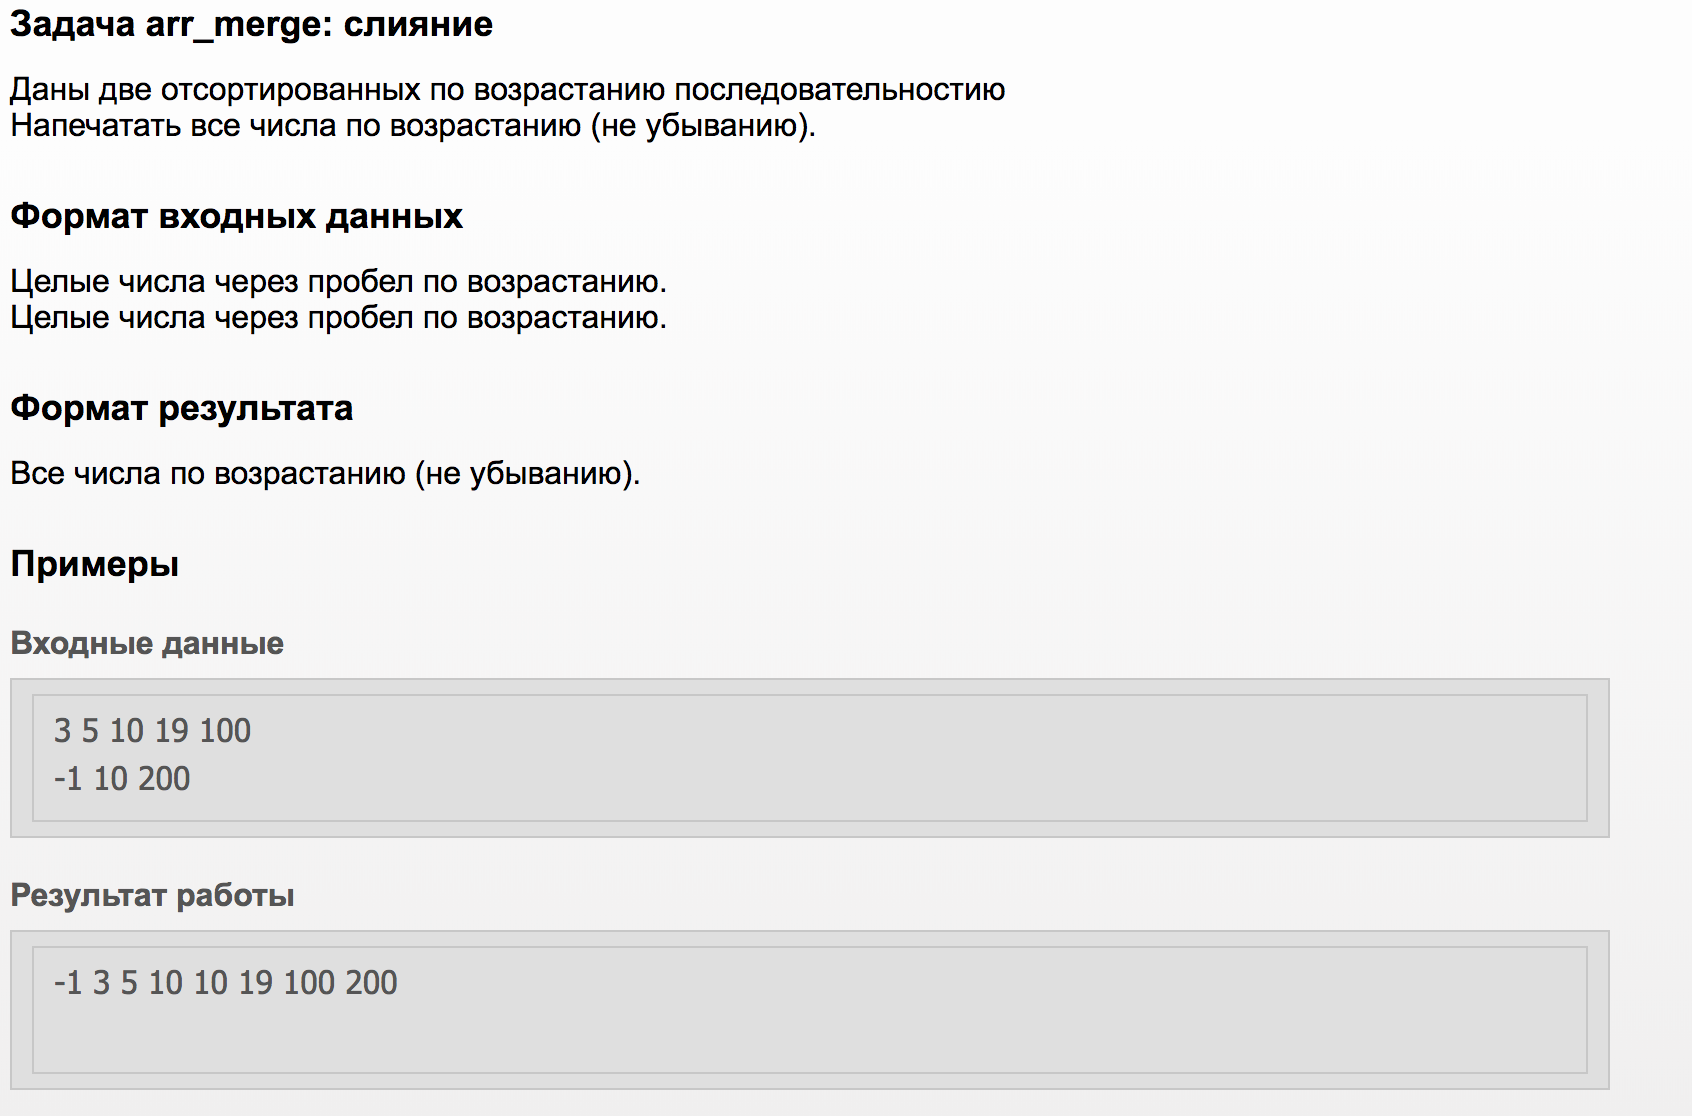 Задача arr_merge: слияние
Даны две отсортированных по возрастанию последовательностию
Напечатать все числа по возрастанию (не убыванию).
Формат входных данных
Целые числа через пробел по возрастанию.
Целые числа через пробел по возрастанию.
Формат результата
Все числа по возрастанию (не убыванию).
Примеры
Входные данные
3 5 10 19 100
-1 10 200
Результат работы
-1 3 5 10 10 19 100 200